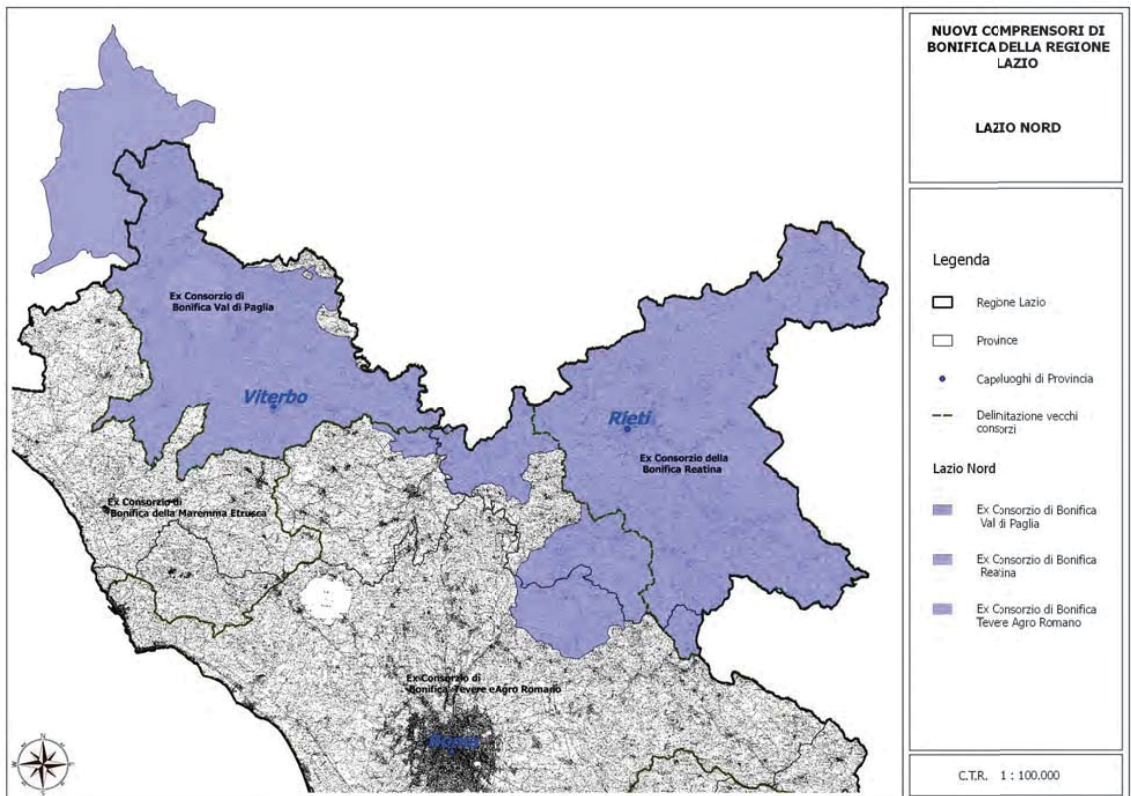 NUOVI COMPRENSORI DI
BONIFICA DELLA REGIONE
LAZIO
LAZIO NORD
Legenda
Regione Lazio
Province
Capoluoghi di Provincia
Delimitazione vecchi
consorzi
Lazio Nord
Ex Consorzio di Bonifica
Val di Paglia
Ex Consorzio di Bonifica
Reatina
Ex Consorzio di Bonifica
Tevere Agro Romano
C.T.R. 1 : 100.000
Ex Consorzio di
Bonifica Val di Paglia
Viterbo
Rieti
Ex Consorzio della
Bonifica Reatina
Ex Consorzio di
Bonifica della Maremma Etrusca
Ex Consorzio di
Bonifica Tevere eAgro Romano
Roma
N
E
S
W